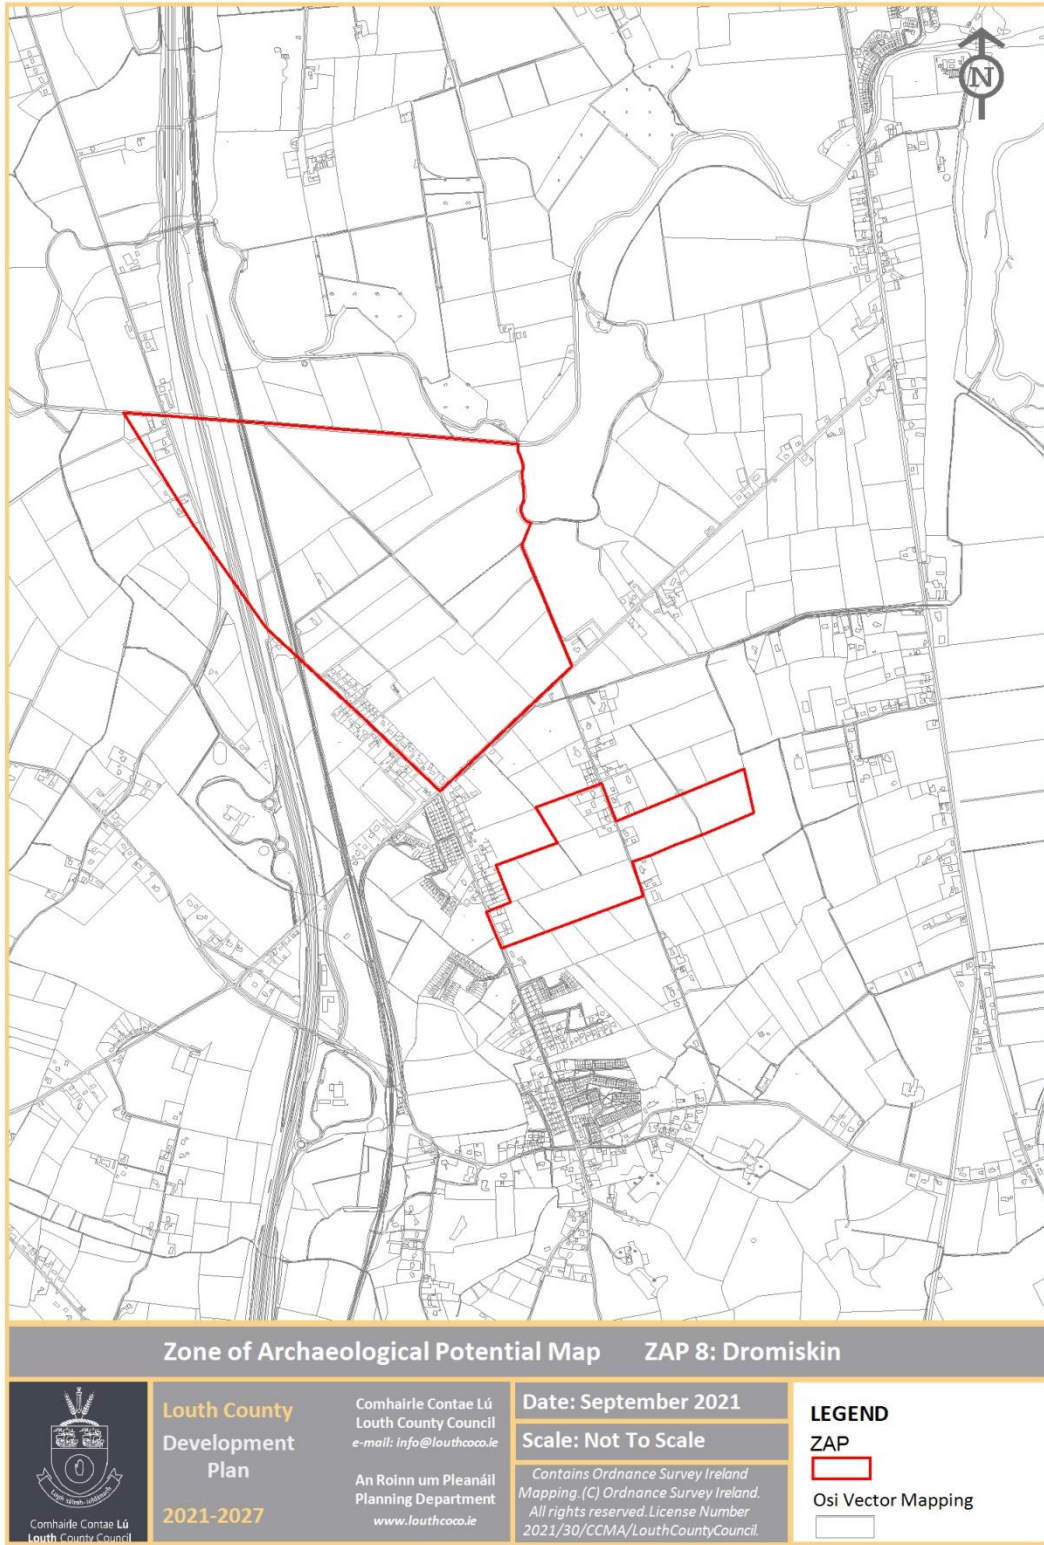 N
Zone of Archaeological Potential Map ZAP 8: Dromiskin
Comhairle Contae Lú
Louth County Council
Louth County
Development
Plan
2021-2027
Comhairle Contae Lú
Louth County Council
e-mail: info@louthcoco.ie
An Roinn um Pleanáil
Planning Department
www.louthcoco.ie
Date: September 2021
Scale: Not To Scale
Contains Ordnance Survey Ireland
Mapping.(C) Ordnance Survey Ireland.
All rights reserved.License Number
2021/30/CCMA/LouthCountyCouncil.
LEGEND
ZAP
Osi Vector Mapping